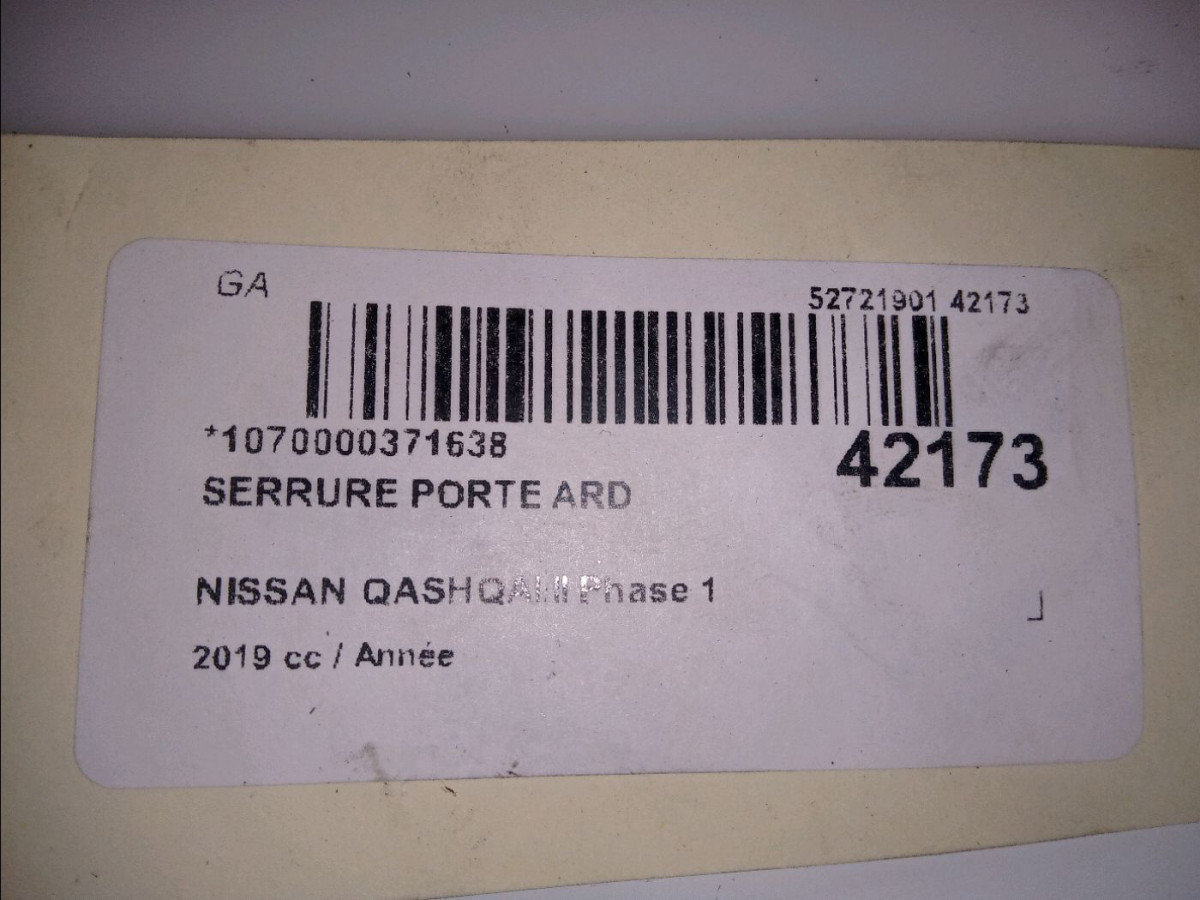 GA
52721901 42173
*1070000371638
42173
SERRURE PORTE ARD
NISSAN QASHQAI II Phase 1
2019 cc / Année